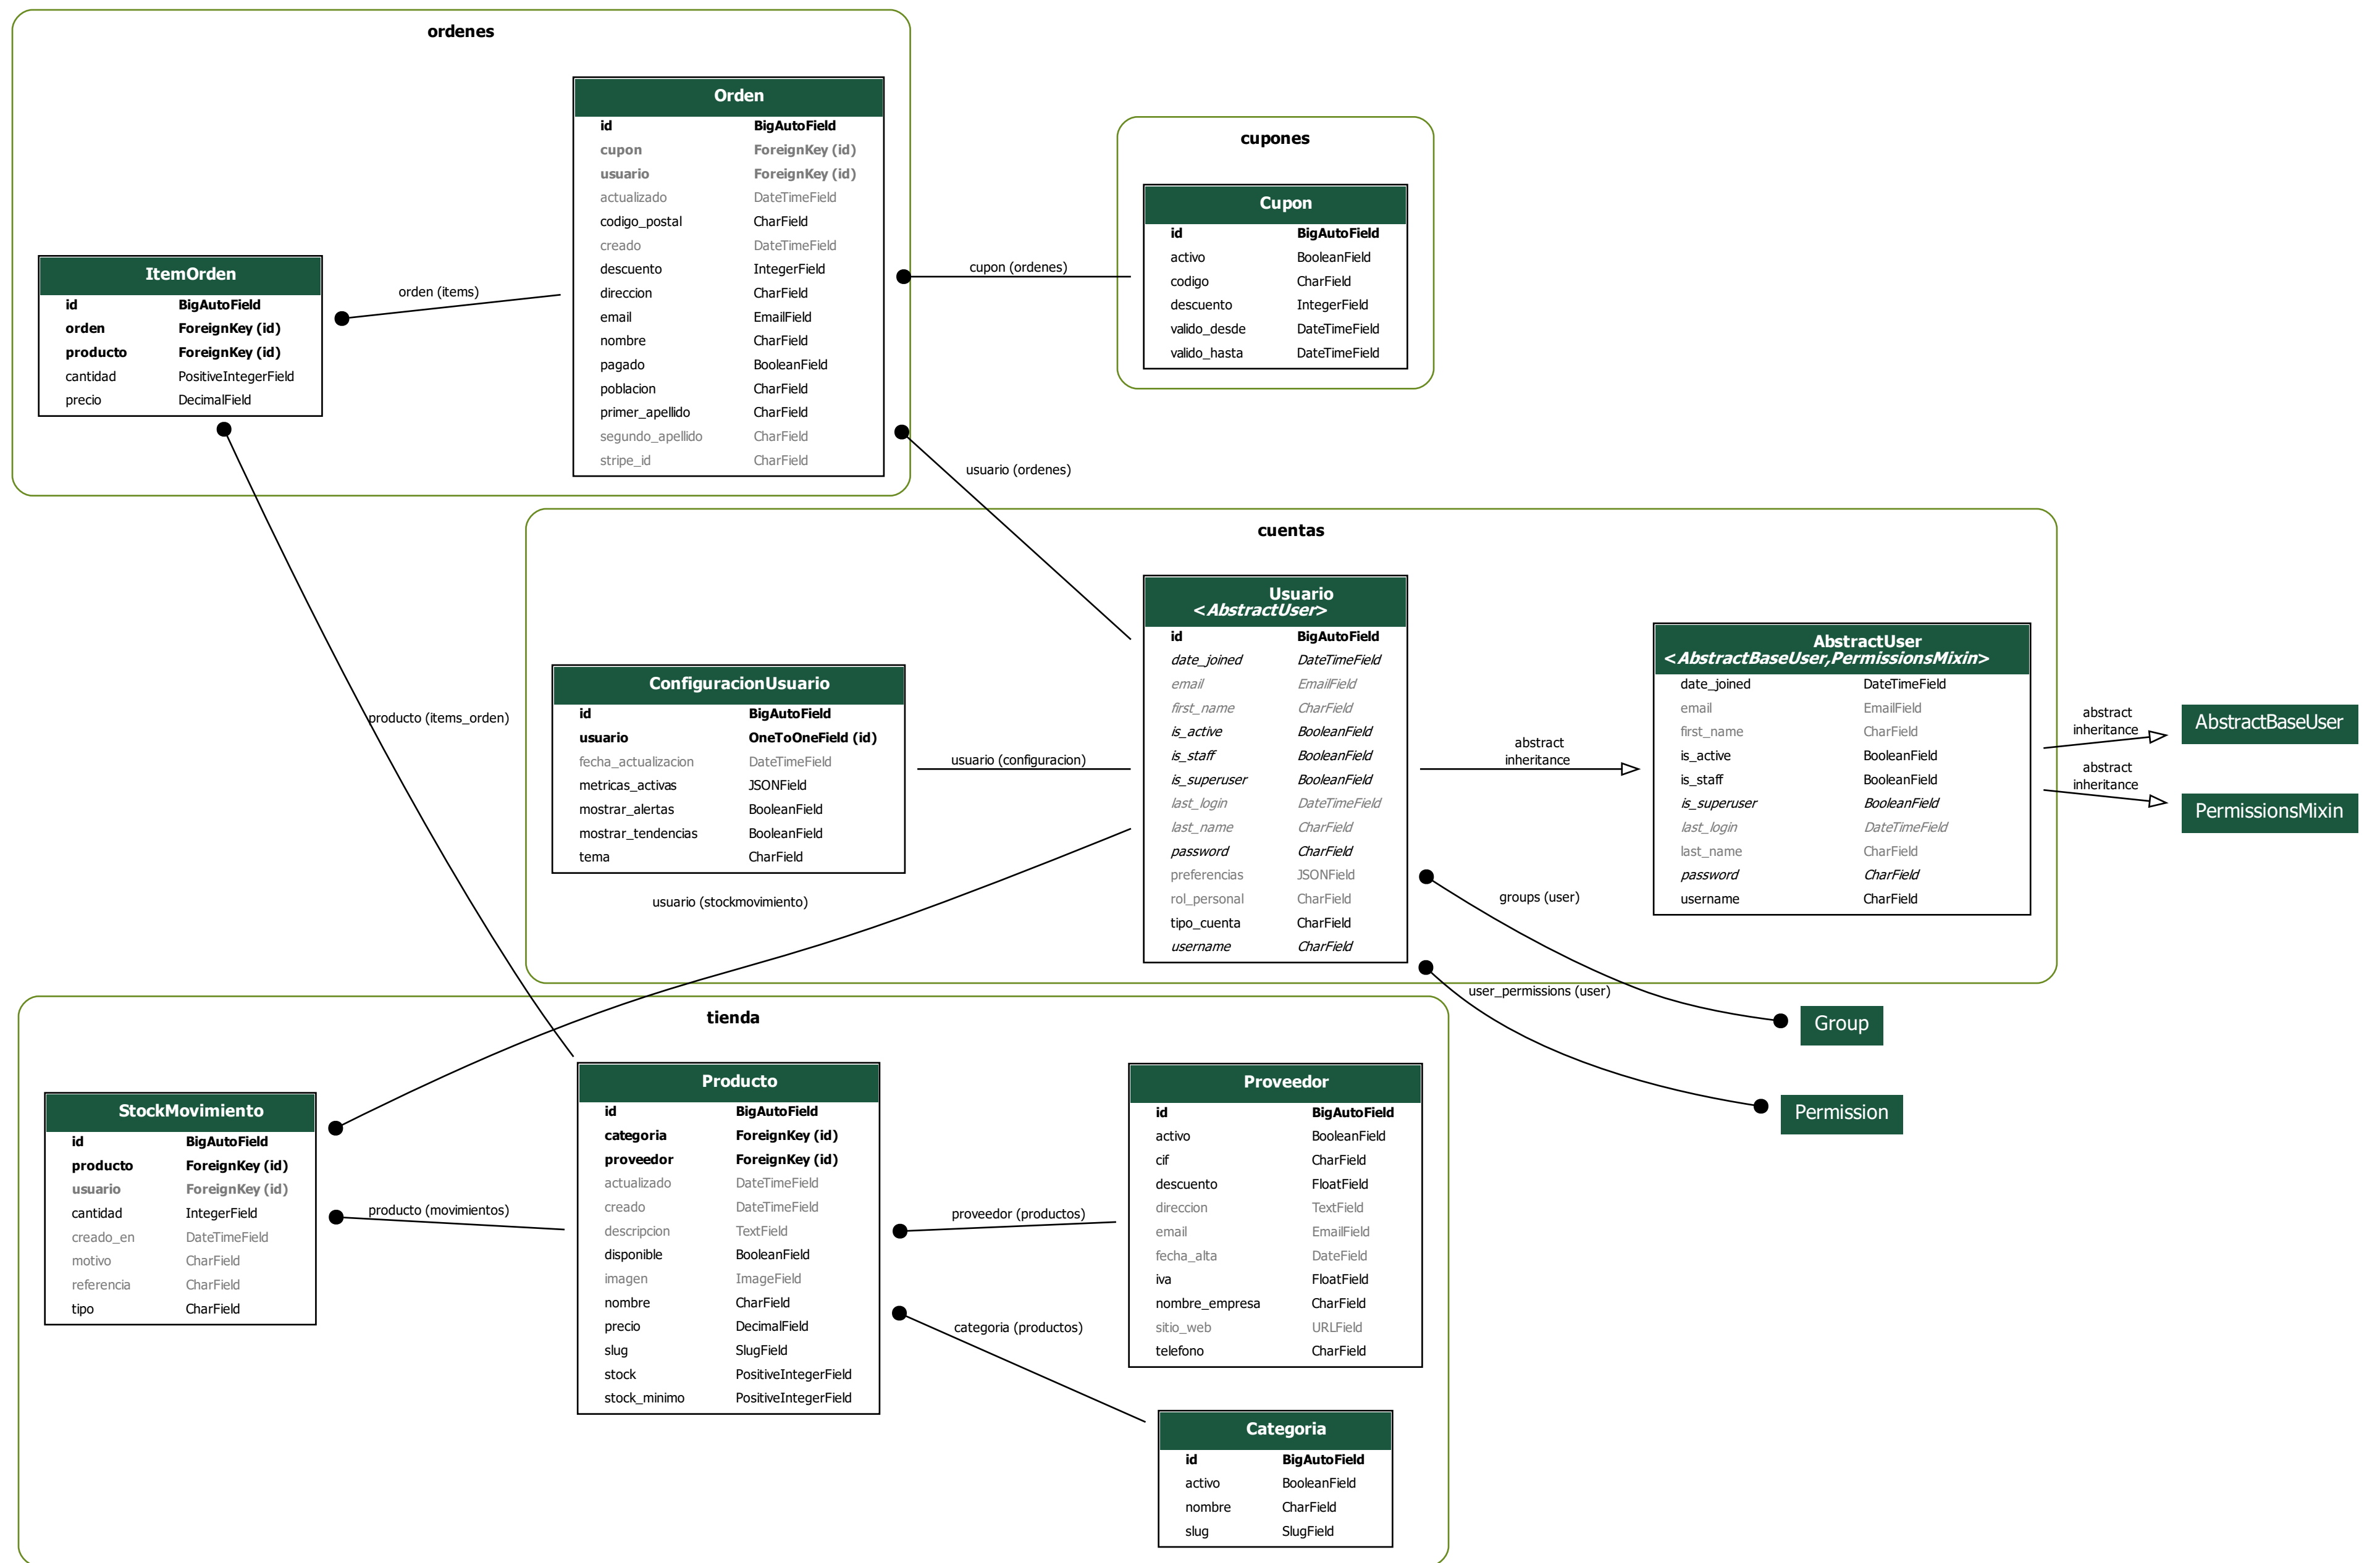 ordenes
Orden
id BigAutoField
cupon ForeignKey (id)
usuario ForeignKey (id)
actualizado DateTimeField
codigo_postal CharField
creado DateTimeField
descuento IntegerField
direccion CharField
email EmailField
nombre CharField
pagado BooleanField
poblacion CharField
primer_apellido CharField
segundo_apellido CharField
stripe_id CharField
ItemOrden
id BigAutoField
orden ForeignKey (id)
producto ForeignKey (id)
cantidad PositiveIntegerField
precio DecimalField
orden (items)
cupones
Cupon
id BigAutoField
activo BooleanField
codigo CharField
descuento IntegerField
valido_desde DateTimeField
valido_hasta DateTimeField
cupon (ordenes)
usuario (ordenes)
cuentas
Usuario
<AbstractUser>
id BigAutoField
date_joined DateTimeField
email EmailField
first_name CharField
is_active BooleanField
is_staff BooleanField
is_superuser BooleanField
last_login DateTimeField
last_name CharField
password CharField
preferencias JSONField
rol_personal CharField
tipo_cuenta CharField
username CharField
ConfiguracionUsuario
id BigAutoField
usuario OneToOneField (id)
fecha_actualizacion DateTimeField
metricas_activas JSONField
mostrar_alertas BooleanField
mostrar_tendencias BooleanField
tema CharField
usuario (configuracion)
abstract
inheritance
AbstractUser
<AbstractBaseUser,PermissionsMixin>
date_joined DateTimeField
email EmailField
first_name CharField
is_active BooleanField
is_staff BooleanField
is_superuser BooleanField
last_login DateTimeField
last_name CharField
password CharField
username CharField
abstract
inheritance
AbstractBaseUser
abstract
inheritance
PermissionsMixin
producto (items_orden)
usuario (stockmovimiento)
groups (user)
user_permissions (user)
Group
Permission
tienda
StockMovimiento
id BigAutoField
producto ForeignKey (id)
usuario ForeignKey (id)
cantidad IntegerField
creado_en DateTimeField
motivo CharField
referencia CharField
tipo CharField
producto (movimientos)
Producto
id BigAutoField
categoria ForeignKey (id)
proveedor ForeignKey (id)
actualizado DateTimeField
creado DateTimeField
descripcion TextField
disponible BooleanField
imagen ImageField
nombre CharField
precio DecimalField
slug SlugField
stock PositiveIntegerField
stock_minimo PositiveIntegerField
proveedor (productos)
categoria (productos)
Proveedor
id BigAutoField
activo BooleanField
cif CharField
descuento FloatField
direccion TextField
email EmailField
fecha_alta DateField
iva FloatField
nombre_empresa CharField
sitio_web URLField
telefono CharField
Categoria
id BigAutoField
activo BooleanField
nombre CharField
slug SlugField